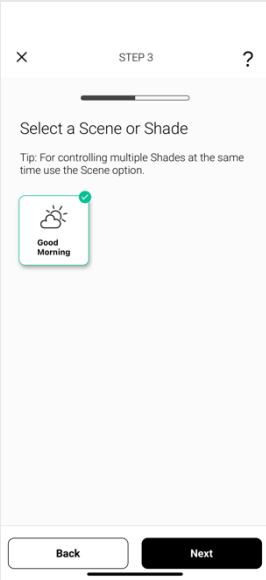 STEP 3
?
Select a Scene or Shade
Tip: For controlling multiple Shades at the same
time use the Scene option.
Good
Morning
Back
Next